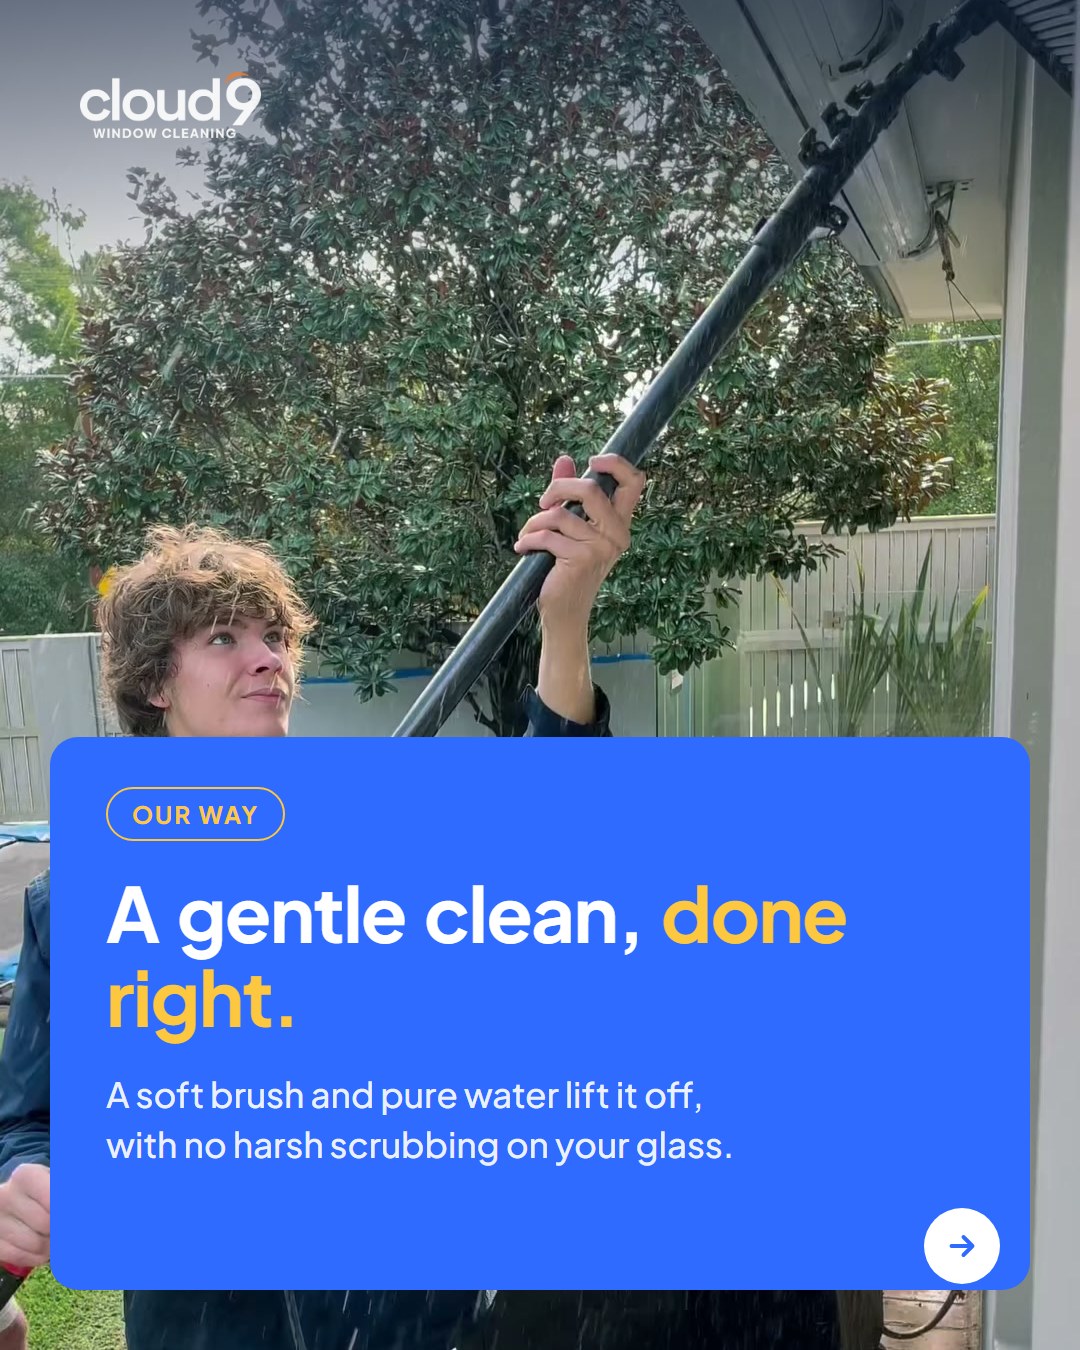 cloud9
WINDOW CLEANING
OUR WAY
A gentle clean, done
right.
A soft brush and pure water lift it off,
with no harsh scrubbing on your glass.